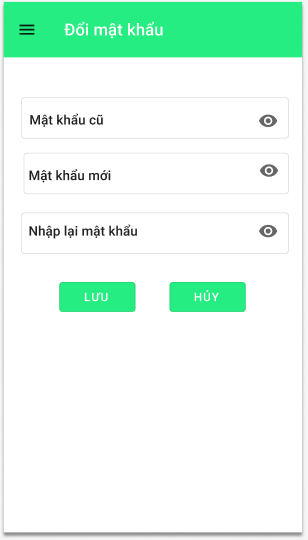 Đổi mật khẩu
Mật khẩu cũ
Mật khẩu mới
Nhập lại mật khẩu
LƯU
HỦY